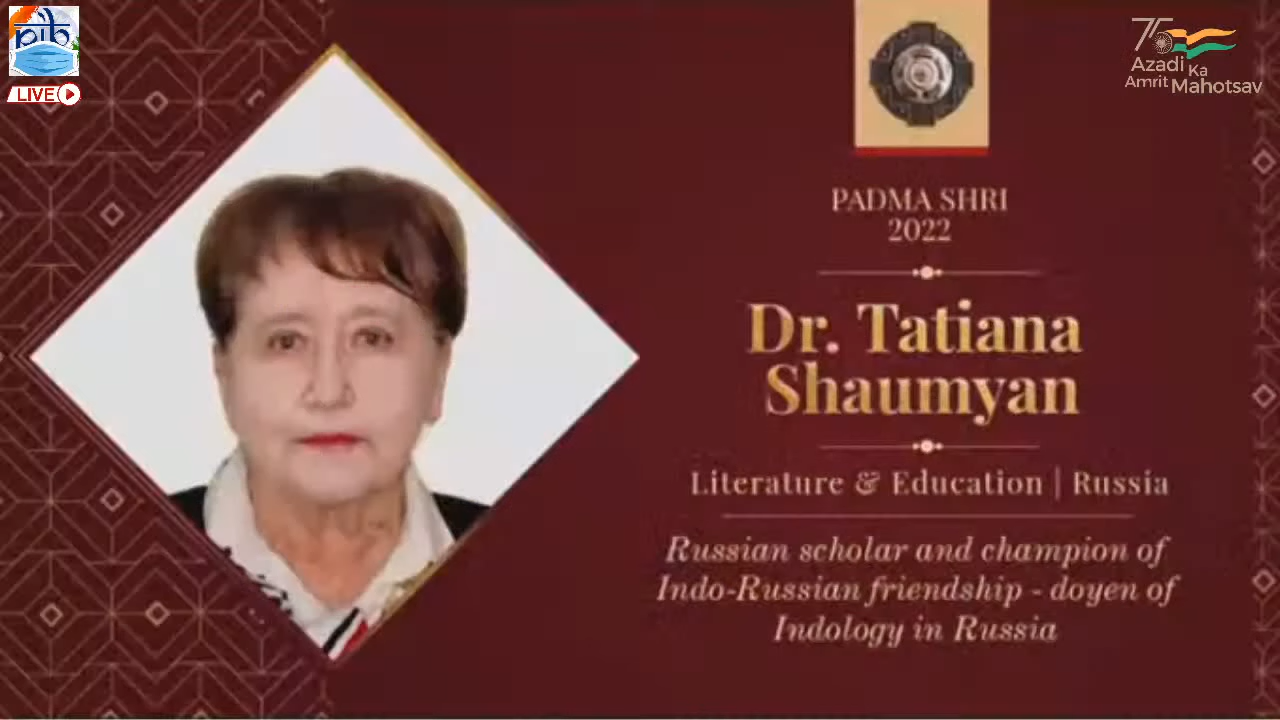 pib
LIVE
75
Azadi
Ka
Amrit Mahotsav
PADMA SHRI
2022
Dr. Tatiana
Shaumyan
Literature & Education | Russia
Russian scholar and champion of
Indo-Russian friendship - doyen of
Indology in Russia